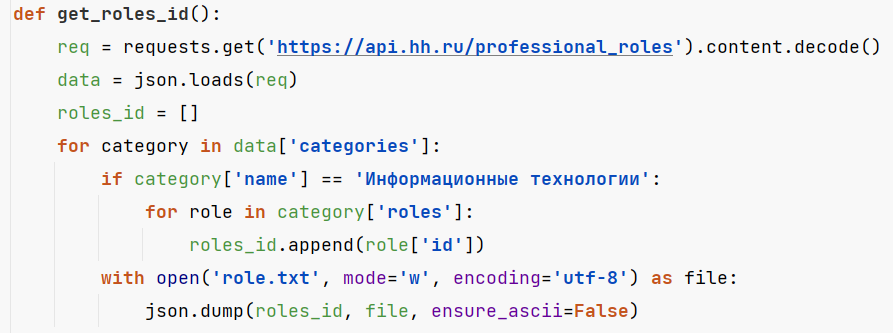 def get_roles_id():
    req = requests.get('https://api.hh.ru/professional_roles').content.decode()
    data = json.loads(req)
    roles_id = []
    for category in data['categories']:
        if category['name'] == 'Информационные технологии':
            for role in category['roles']:
                roles_id.append(role['id'])
        with open('role.txt', mode='w', encoding='utf-8') as file:
            json.dump(roles_id, file, ensure_ascii=False)